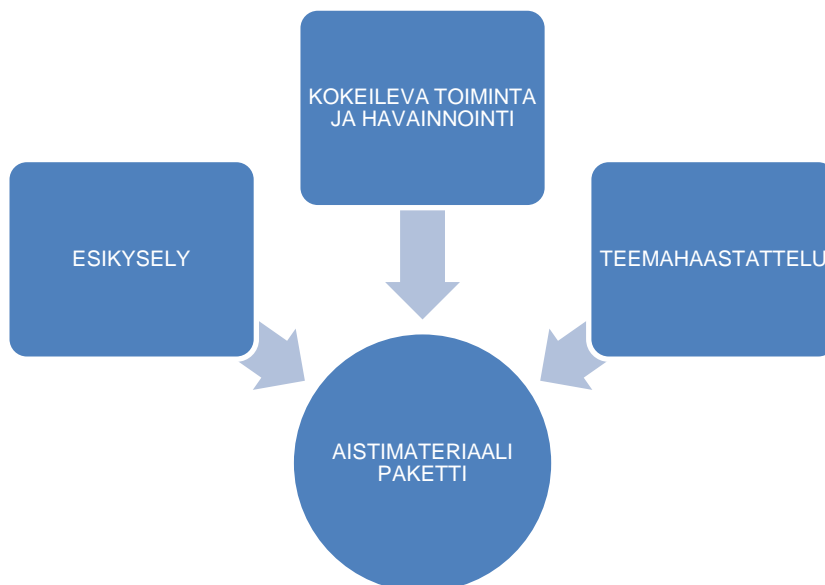 KOKEILEVA TOIMINTA
JA HAVAINNOINTI
ESIKYSELY
TEEMAHAASTATTELU
AISTIMATERIAALI
PAKETTI